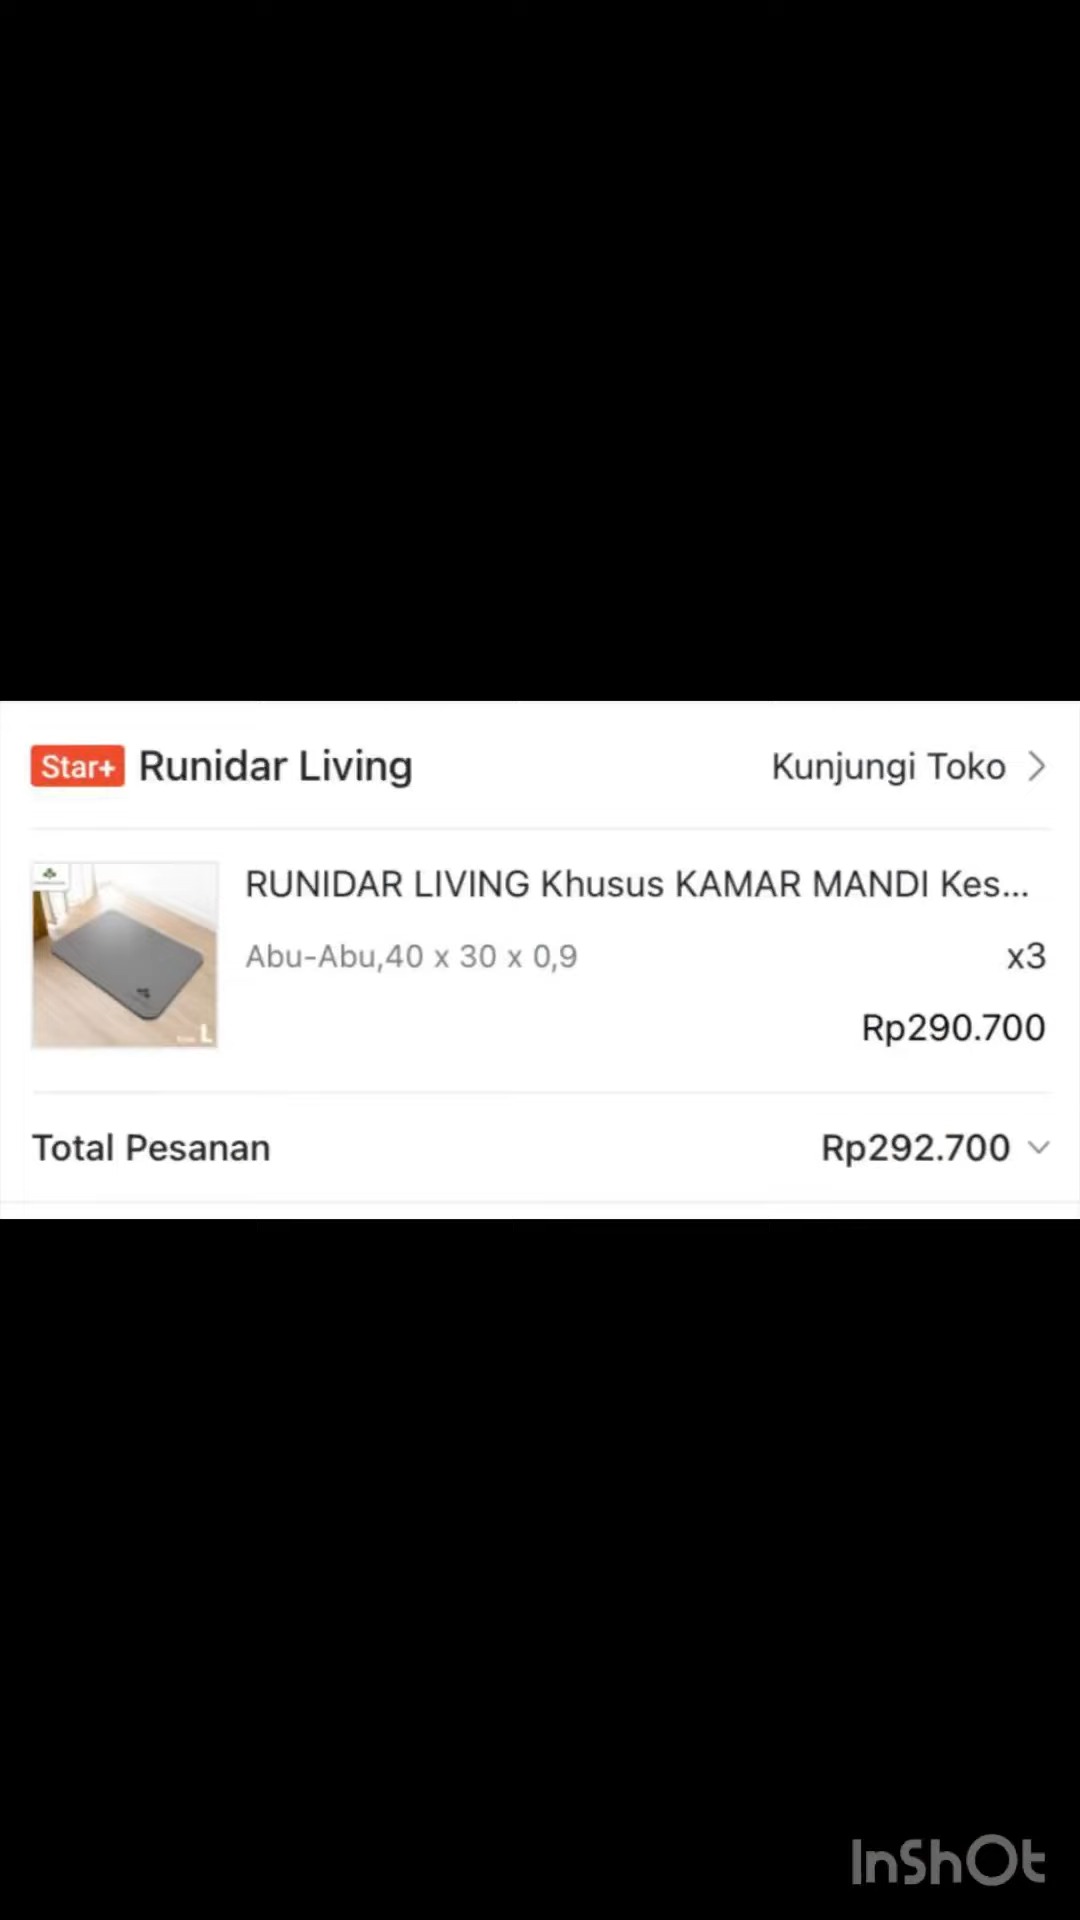 Star+ Runidar Living Kunjungi Toko
RUNIDAR LIVING Khusus KAMAR MANDI Kes...
Abu-Abu,40 x 30 x 0,9 x3
Rp290.700
L
Total Pesanan Rp292.700
InShOt